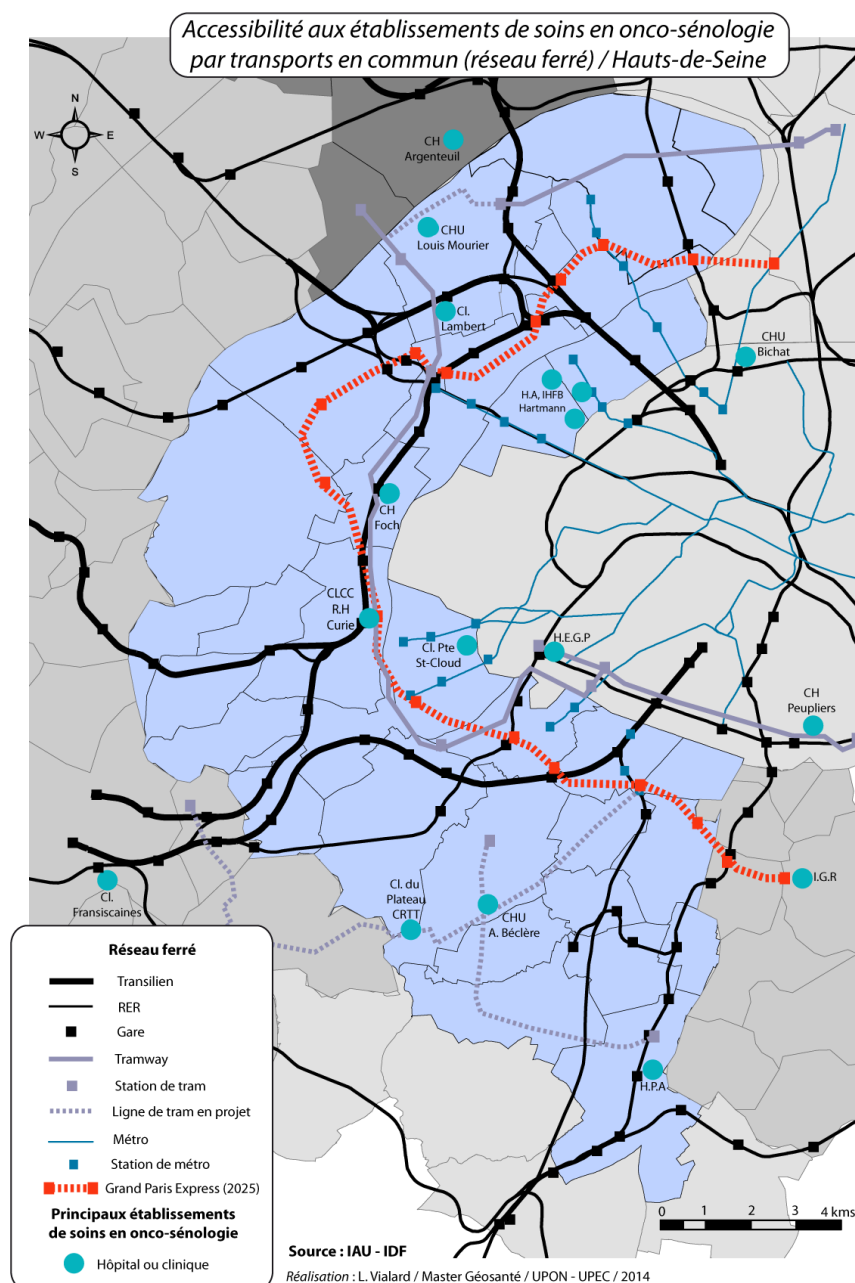 Accessibilité aux établissements de soins en onco-sénologie
par transports en commun (réseau ferré) / Hauts-de-Seine
N
W
E
S
CH
Argenteuil
CHU
Louis Mourier
Cl.
Lambert
CHU
Bichat
H.A, IHFB
Hartmann
CH
Foch
CLCC
R.H
Curie
Cl. Pte
St-Cloud
H.E.G.P
CH
Peupliers
Cl.
Fransiscaines
Cl. du
Plateau
CRTT
CHU
A. Béclère
I.G.R
H.P.A
Réseau ferré
Transilien
RER
Gare
Tramway
Station de tram
Ligne de tram en projet
Métro
Station de métro
Grand Paris Express (2025)
Principaux établissements
de soins en onco-sénologie
Hôpital ou clinique
0 1 2 3 4 kms
Source : IAU - IDF
Réalisation : L. Vialard / Master Géosanté / UPON - UPEC / 2014